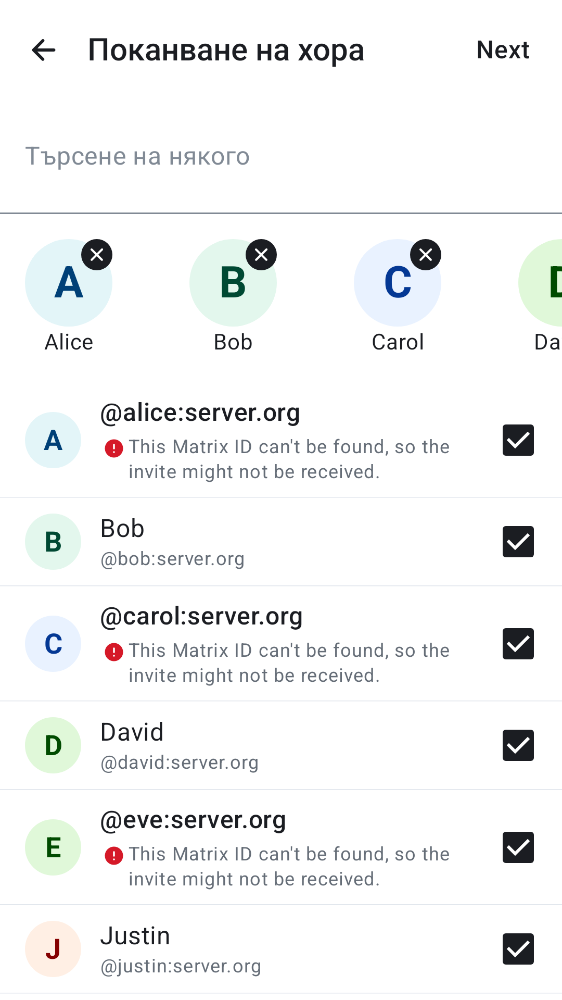 Поканване на хора
Next
Търсене на някого
A
B
C
Alice
Bob
Carol
Da
A
@alice:server.org
This Matrix ID can't be found, so the
invite might not be received.
B
Bob
@bob:server.org
C
@carol:server.org
This Matrix ID can't be found, so the
invite might not be received.
D
David
@david:server.org
E
@eve:server.org
This Matrix ID can't be found, so the
invite might not be received.
J
Justin
@justin:server.org